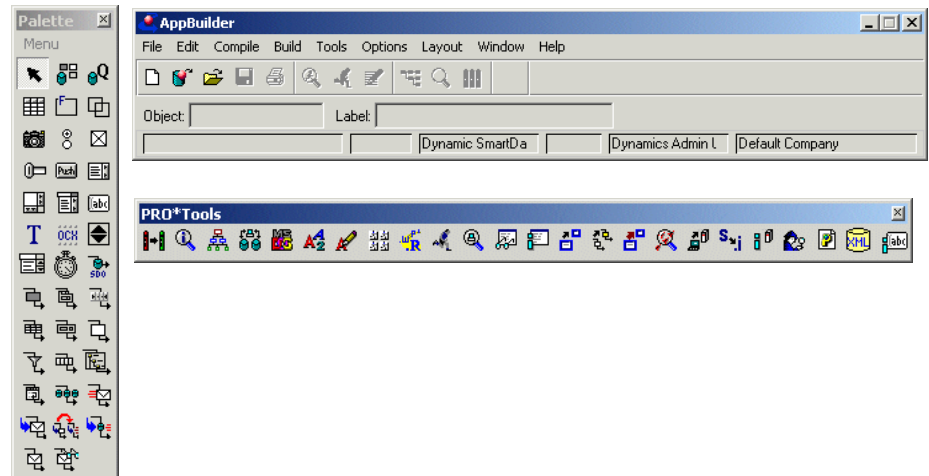 Palette
Menu
Q
F
Push
abc
T OCX
SDO
AppBuilder
File Edit Compile Build Tools Options Layout Window Help
Object: Label:
Dynamic SmartDa Dynamics Admin U Default Company
PRO*Tools
XML abc